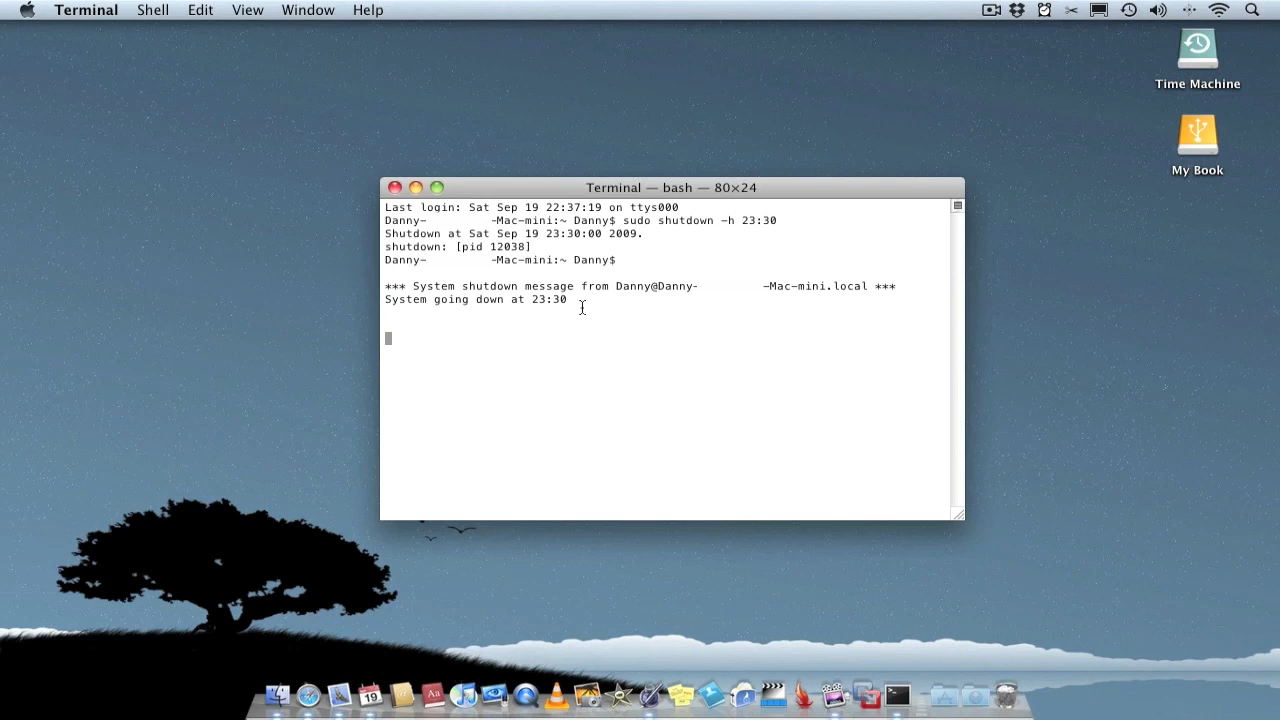 Terminal Shell Edit View Window Help
Time Machine
My Book
Terminal — bash — 80×24
Last login: Sat Sep 19 22:37:19 on ttys000
Danny- -Mac-mini:~ Danny$ sudo shutdown -h 23:30
Shutdown at Sat Sep 19 23:30:00 2009.
shutdown: [pid 12038]
Danny- -Mac-mini:~ Danny$
*** System shutdown message from Danny@Danny- -Mac-mini.local ***
System going down at 23:30
19
Aa